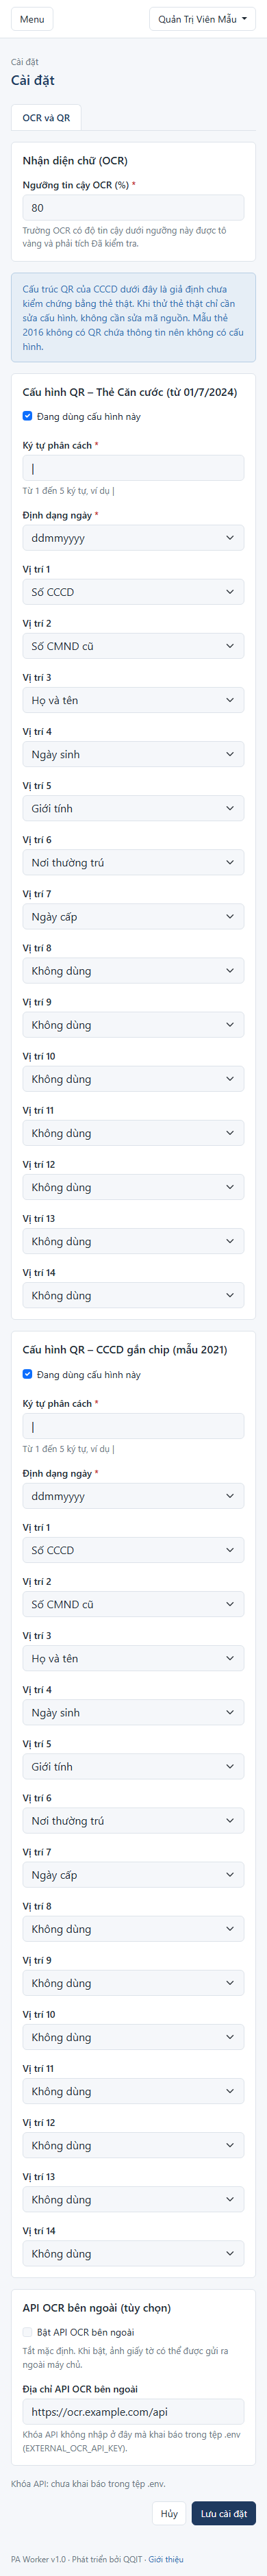 Menu
Quản Trị Viên Mẫu
Cài đặt
Cài đặt
OCR và QR
Nhận diện chữ (OCR)
Ngưỡng tin cậy OCR (%) *
80
Trường OCR có độ tin cậy dưới ngưỡng này được tô
vàng và phải tích Đã kiểm tra.
Cấu trúc QR của CCCD dưới đây là giả định chưa
kiểm chứng bằng thẻ thật. Khi thử thẻ thật chỉ cần
sửa cấu hình, không cần sửa mã nguồn. Mẫu thẻ
2016 không có QR chứa thông tin nên không có cấu
hình.
Cấu hình QR – Thẻ Căn cước (từ 01/7/2024)
Đang dùng cấu hình này
Ký tự phân cách *
|
Từ 1 đến 5 ký tự, ví dụ |
Định dạng ngày *
ddmmyyyy
Vị trí 1
Số CCCD
Vị trí 2
Số CMND cũ
Vị trí 3
Họ và tên
Vị trí 4
Ngày sinh
Vị trí 5
Giới tính
Vị trí 6
Nơi thường trú
Vị trí 7
Ngày cấp
Vị trí 8
Không dùng
Vị trí 9
Không dùng
Vị trí 10
Không dùng
Vị trí 11
Không dùng
Vị trí 12
Không dùng
Vị trí 13
Không dùng
Vị trí 14
Không dùng
Cấu hình QR – CCCD gắn chip (mẫu 2021)
Đang dùng cấu hình này
Ký tự phân cách *
|
Từ 1 đến 5 ký tự, ví dụ |
Định dạng ngày *
ddmmyyyy
Vị trí 1
Số CCCD
Vị trí 2
Số CMND cũ
Vị trí 3
Họ và tên
Vị trí 4
Ngày sinh
Vị trí 5
Giới tính
Vị trí 6
Nơi thường trú
Vị trí 7
Ngày cấp
Vị trí 8
Không dùng
Vị trí 9
Không dùng
Vị trí 10
Không dùng
Vị trí 11
Không dùng
Vị trí 12
Không dùng
Vị trí 13
Không dùng
Vị trí 14
Không dùng
API OCR bên ngoài (tùy chọn)
Bật API OCR bên ngoài
Tắt mặc định. Khi bật, ảnh giấy tờ có thể được gửi ra
ngoài máy chủ.
Địa chỉ API OCR bên ngoài
https://ocr.example.com/api
Khóa API không nhập ở đây mà khai báo trong tệp .env
(EXTERNAL_OCR_API_KEY).
Khóa API: chưa khai báo trong tệp .env.
Hủy
Lưu cài đặt
PA Worker v1.0 · Phát triển bởi QQIT · Giới thiệu